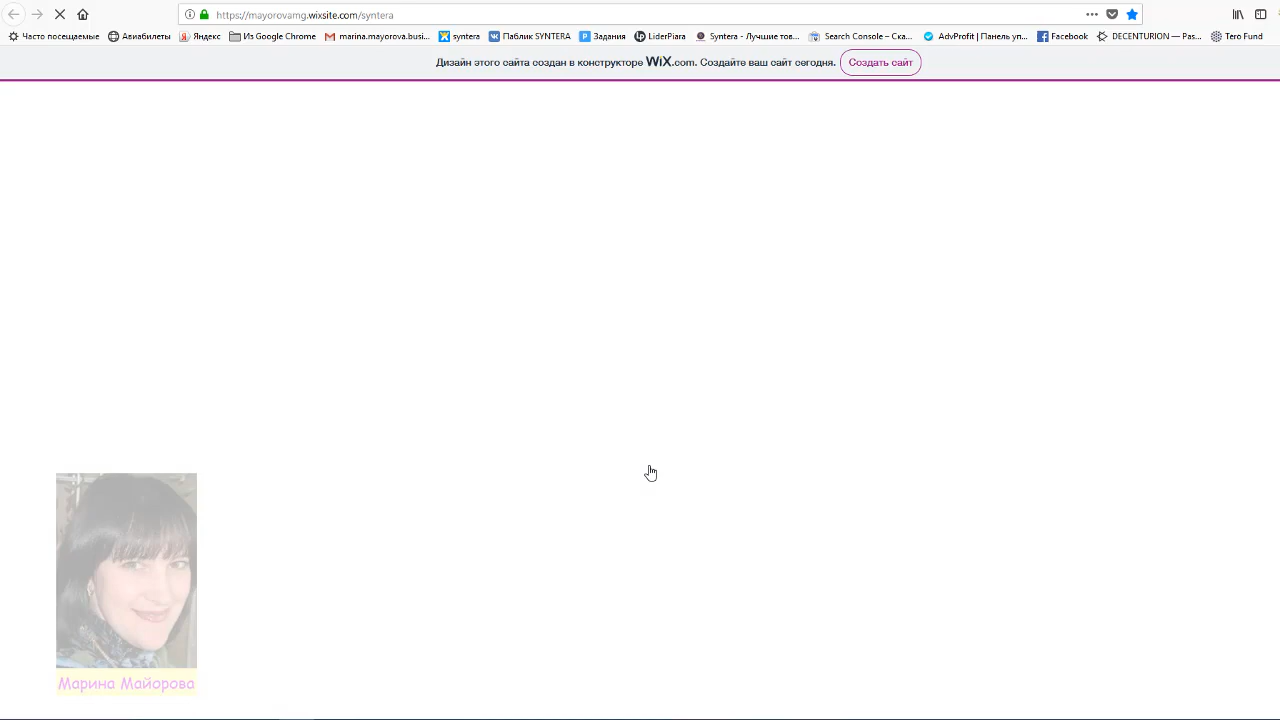 https://mayorovamg.wixsite.com/syntera
Часто посещаемые Авиабилеты Яндекс Из Google Chrome marina.mayorova.busi... syntera Паблик SYNTERA Задания LiderPiara Syntera - Лучшие тов... Search Console – Ска... AdvProfit | Панель уп... Facebook DECENTURION — Раз... Tero Fund
Дизайн этого сайта создан в конструкторе WiX.com. Создайте ваш сайт сегодня. Создать сайт
Марина Майорова